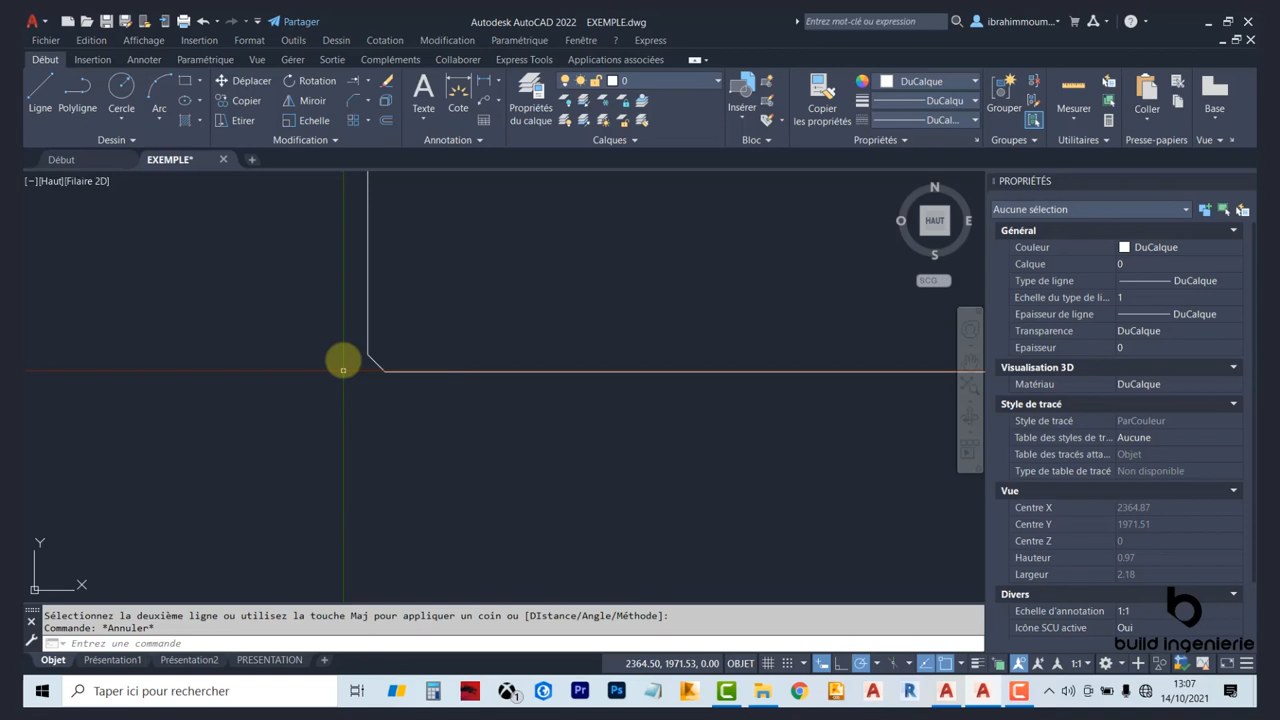 Partager
Autodesk AutoCAD 2022 EXEMPLE.dwg
Entrez mot-clé ou expression
ibrahimmoum...
Fichier Edition Affichage Insertion Format Outils Dessin Cotation Modification Paramétrique Fenêtre ? Express
Début Insertion Annoter Paramétrique Vue Gérer Sortie Compléments Collaborer Express Tools Applications associées
Ligne Polyligne Cercle Arc
Déplacer Rotation
Copier Miroir
Etirer Echelle
Texte Cote
Propriétés
du calque
0
Insérer
Copier
les propriétés
DuCalque
DuCalqu
DuCal...
Grouper
Mesurer
Coller
Base
Dessin Modification Annotation Calques Bloc Propriétés Groupes Utilitaires Presse-papiers Vue
Début EXEMPLE*
[−][Haut][Filaire 2D]
N
O HAUT E
S
SCG
PROPRIÉTÉS
Aucune sélection
Général
Couleur DuCalque
Calque 0
Type de ligne DuCalque
Echelle du type de li... 1
Epaisseur de ligne DuCalque
Transparence DuCalque
Epaisseur 0
Visualisation 3D
Matériau DuCalque
Style de tracé
Style de tracé ParCouleur
Table des styles de tr... Aucune
Table des tracés atta... Objet
Type de table de tracé Non disponible
Vue
Centre X 2364.87
Centre Y 1971.51
Centre Z 0
Hauteur 0.97
Largeur 2.18
Divers
Echelle d'annotation 1:1
Icône SCU active Oui
build ingenierie
Y
X
Sélectionnez la deuxième ligne ou utilisez la touche Maj pour appliquer un coin ou [DIstance/Angle/Méthode]:
Commande: *Annuler*
Entrez une commande
Objet Présentation1 Présentation2 PRESENTATION
2364.50, 1971.53, 0.00 OBJET
1:1
Taper ici pour rechercher
13:07
14/10/2021